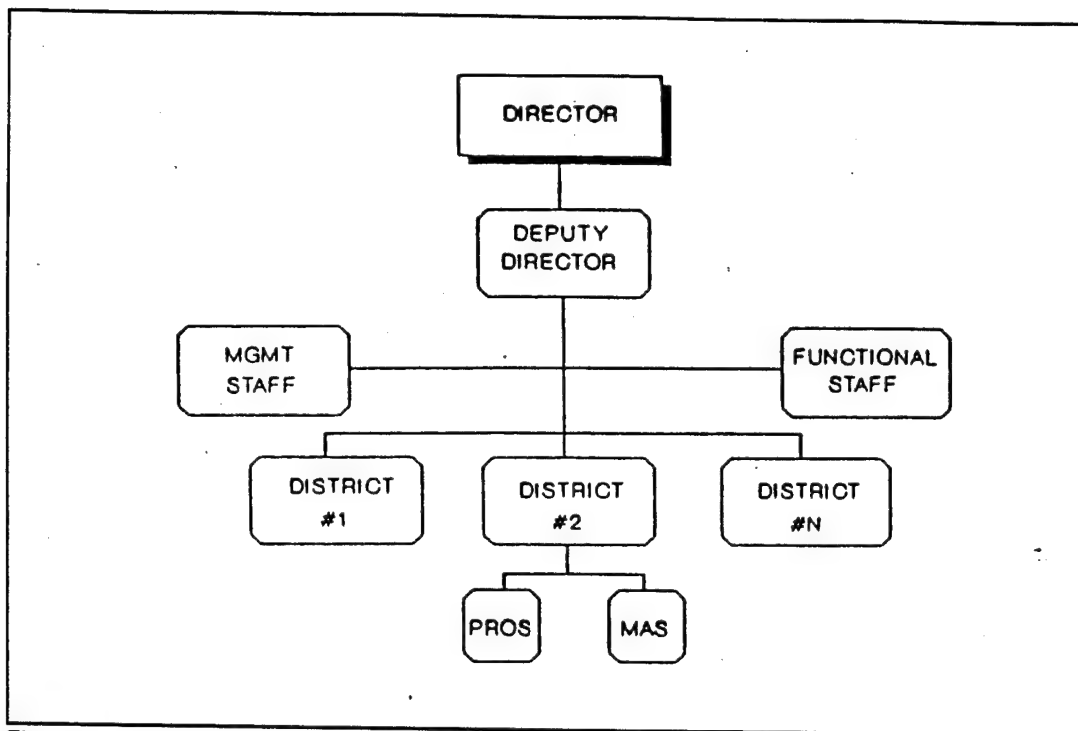 DIRECTOR
DEPUTY
DIRECTOR
MGMT
STAFF
FUNCTIONAL
STAFF
DISTRICT
#1
DISTRICT
#2
DISTRICT
#N
PROS
MAS